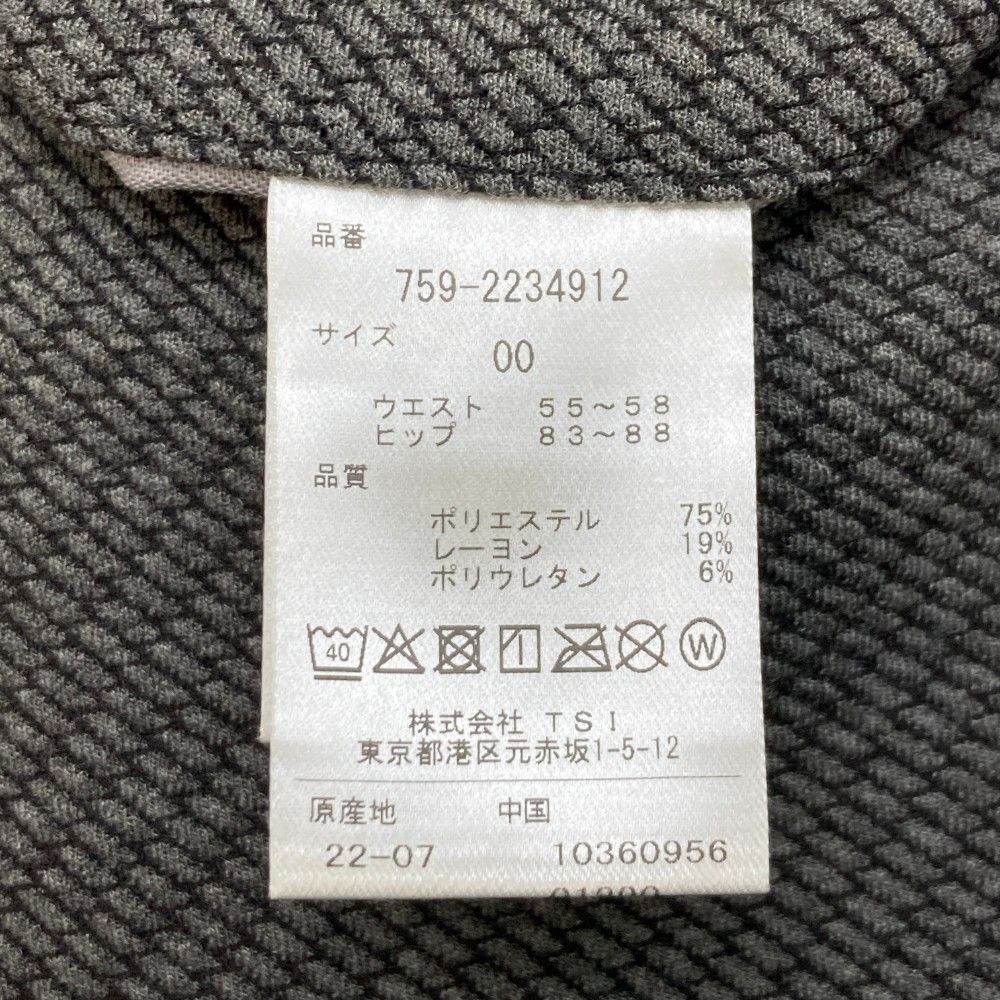 品番
759-2234912
サイズ
00
ウエスト 55～58
ヒップ 83～88
品質
ポリエステル 75%
レーヨン 19%
ポリウレタン 6%
40 W
株式会社 TSI
東京都港区元赤坂1-5-12
原産地 中国
22-07 10360956